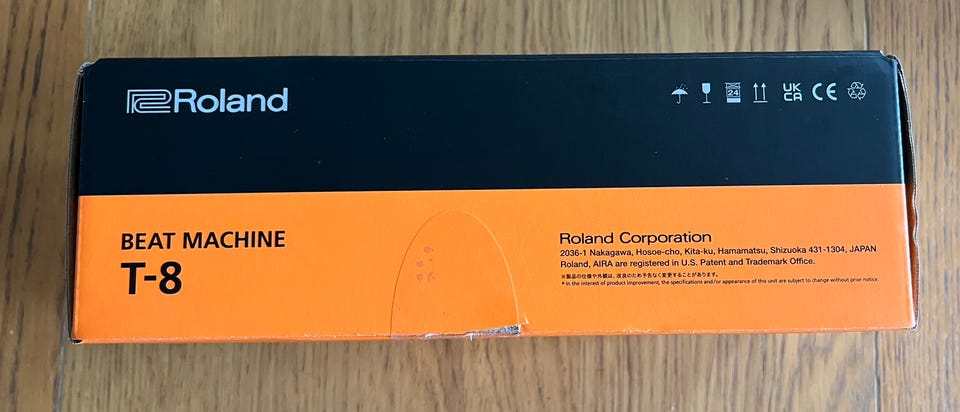 Roland
24
UK
CA
CE
BEAT MACHINE
T-8
Roland Corporation
2036-1 Nakagawa, Hosoe-cho, Kita-ku, Hamamatsu, Shizuoka 431-1304, JAPAN
Roland, AIRA are registered in U.S. Patent and Trademark Office.
※製品の仕様や外観は、改良のため予告なく変更することがあります。
* In the interest of product improvement, the specifications and/or appearance of this unit are subject to change without prior notice.